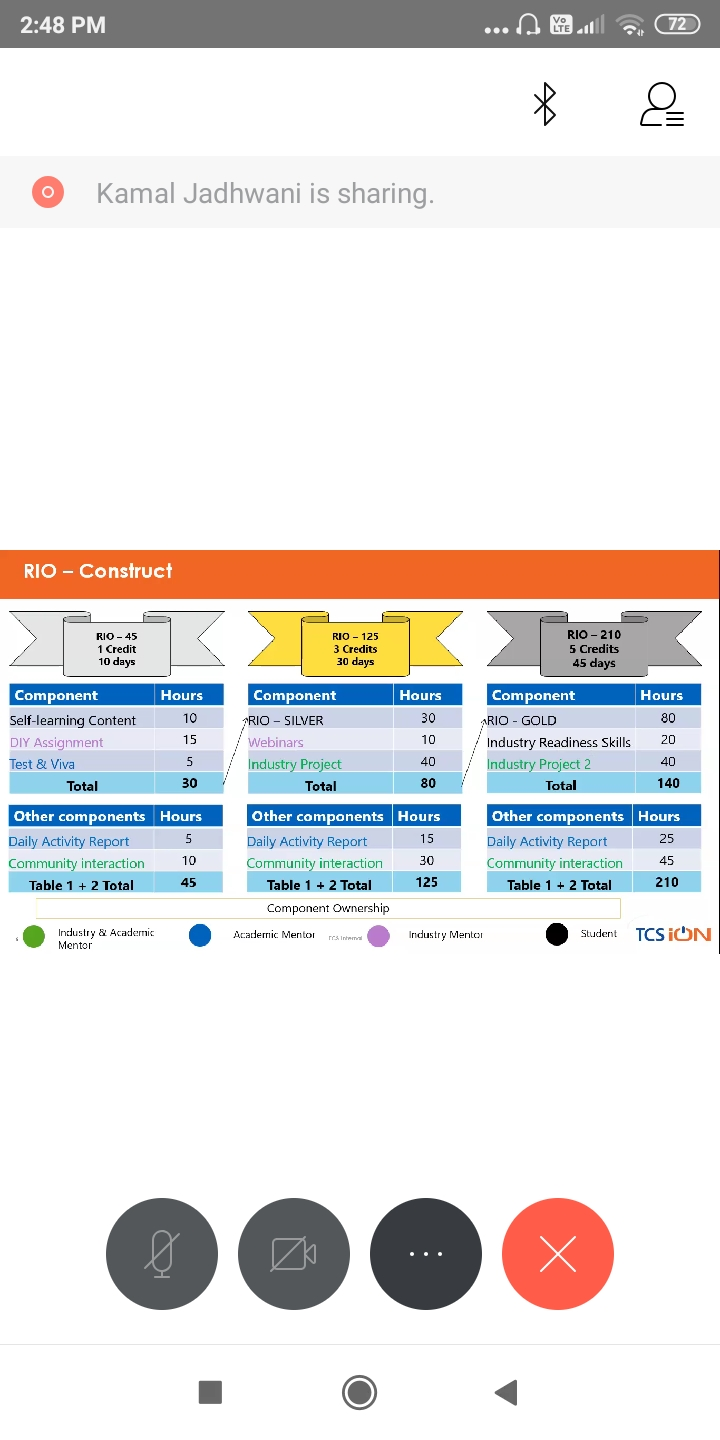 2:48 PM
Vo LTE
72
Kamal Jadhwani is sharing.
RIO – Construct
RIO – 45
1 Credit
10 days
RIO – 125
3 Credits
30 days
RIO – 210
5 Credits
45 days
Component Hours
Self-learning Content 10
DIY Assignment 15
Test & Viva 5
Total 30
Component Hours
RIO – SILVER 30
Webinars 10
Industry Project 40
Total 80
Component Hours
RIO - GOLD 80
Industry Readiness Skills 20
Industry Project 2 40
Total 140
Other components Hours
Daily Activity Report 5
Community interaction 10
Table 1 + 2 Total 45
Other components Hours
Daily Activity Report 15
Community interaction 30
Table 1 + 2 Total 125
Other components Hours
Daily Activity Report 25
Community interaction 45
Table 1 + 2 Total 210
Component Ownership
Industry & Academic
Mentor
Academic Mentor
TCS Internal
Industry Mentor
Student
TCS iON